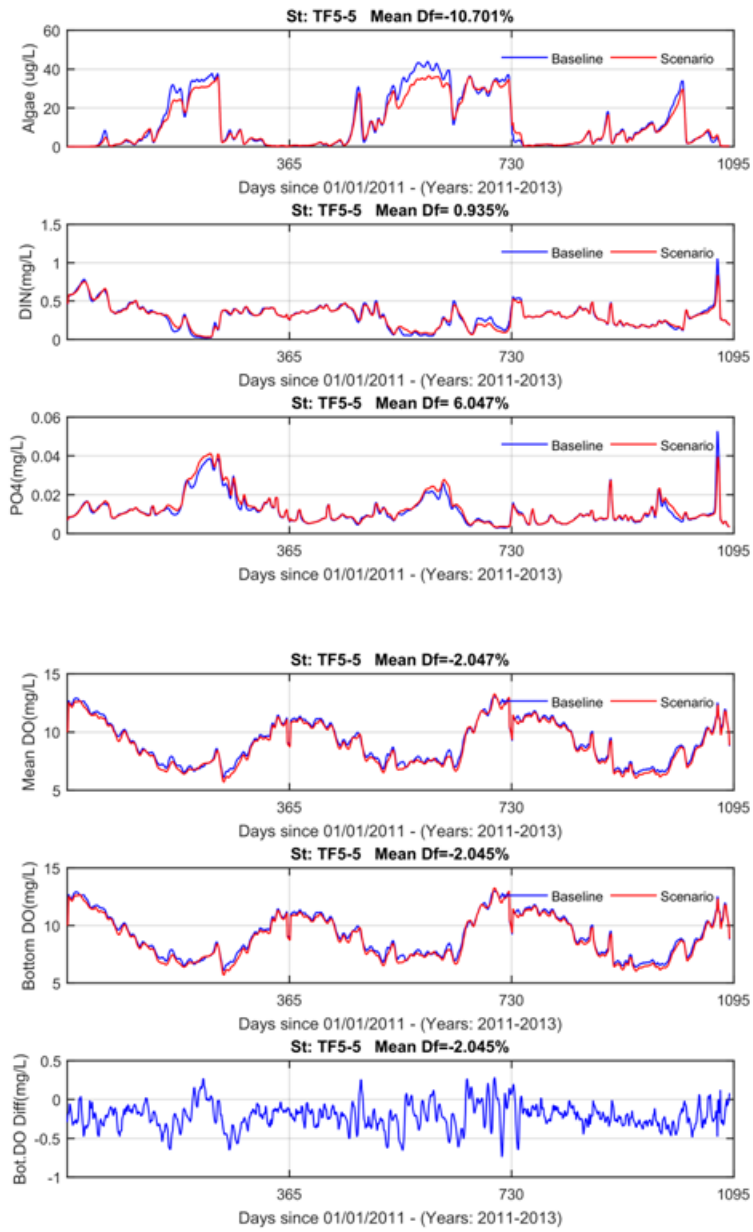 St: TF5-5 Mean Df=-10.701%
Algae (ug/L)
60
40
20
0
Baseline Scenario
365 730 1095
Days since 01/01/2011 - (Years: 2011-2013)
St: TF5-5 Mean Df= 0.935%
DIN(mg/L)
1.5
1
0.5
0
Baseline Scenario
365 730 1095
Days since 01/01/2011 - (Years: 2011-2013)
St: TF5-5 Mean Df= 6.047%
PO4(mg/L)
0.06
0.04
0.02
0
Baseline Scenario
365 730 1095
Days since 01/01/2011 - (Years: 2011-2013)
St: TF5-5 Mean Df=-2.047%
Mean DO(mg/L)
15
10
5
Baseline Scenario
365 730 1095
Days since 01/01/2011 - (Years: 2011-2013)
St: TF5-5 Mean Df=-2.045%
Bottom DO(mg/L)
15
10
5
Baseline Scenario
365 730 1095
Days since 01/01/2011 - (Years: 2011-2013)
St: TF5-5 Mean Df=-2.045%
Bot.DO Diff(mg/L)
0.5
0
-0.5
-1
365 730 1095
Days since 01/01/2011 - (Years: 2011-2013)